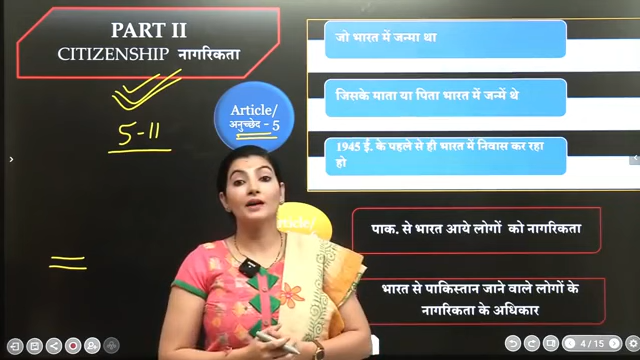 PART II
CITIZENSHIP नागरिकता
5-11
Article/
अनुच्छेद - 5
जो भारत में जन्मा था
जिसके माता या पिता भारत में जन्में थे
1945 ई. के पहले से ही भारत में निवास कर रहा
हो
Article/
पाक. से भारत आये लोगों को नागरिकता
भारत से पाकिस्तान जाने वाले लोगों के
नागरिकता के अधिकार
4 / 15